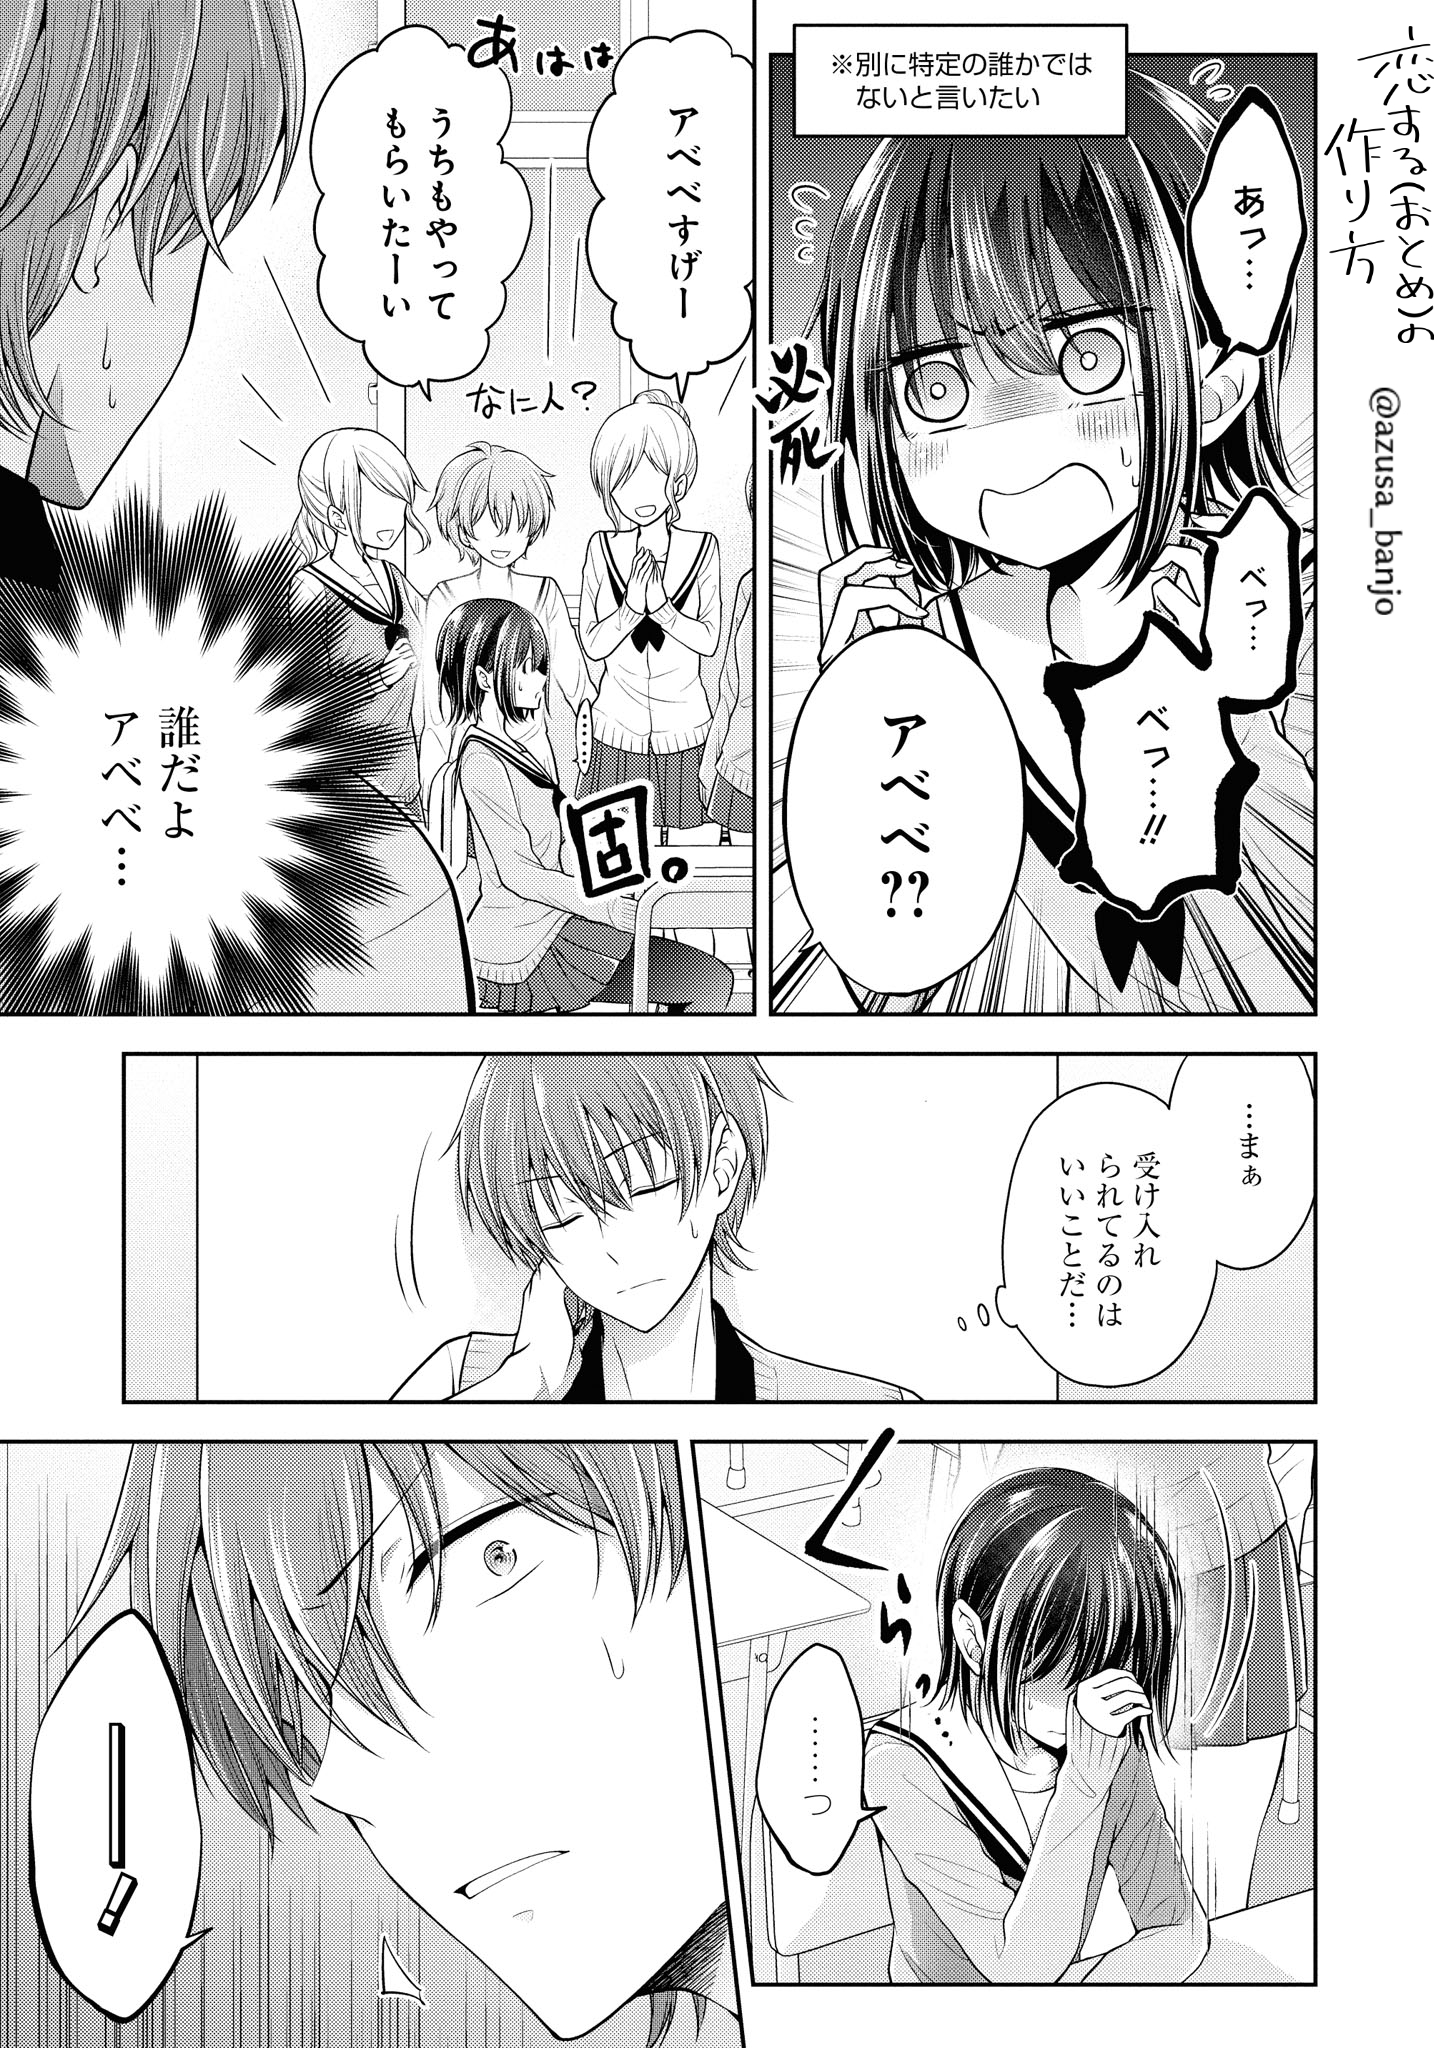 恋する(おとめ)の
作り方
@azusa_banjo
※別に特定の誰かでは
ないと言いたい
あっ…
べっ…
べっ…!!
必死
アベベ??
アベベすげー
うちもやって
もらいたーい
あははは
なに人?
……
固。
誰だよ
アベベ…
…まぁ
受け入れ
られてるのは
いいことだ…
くらっ…
………っ
――!